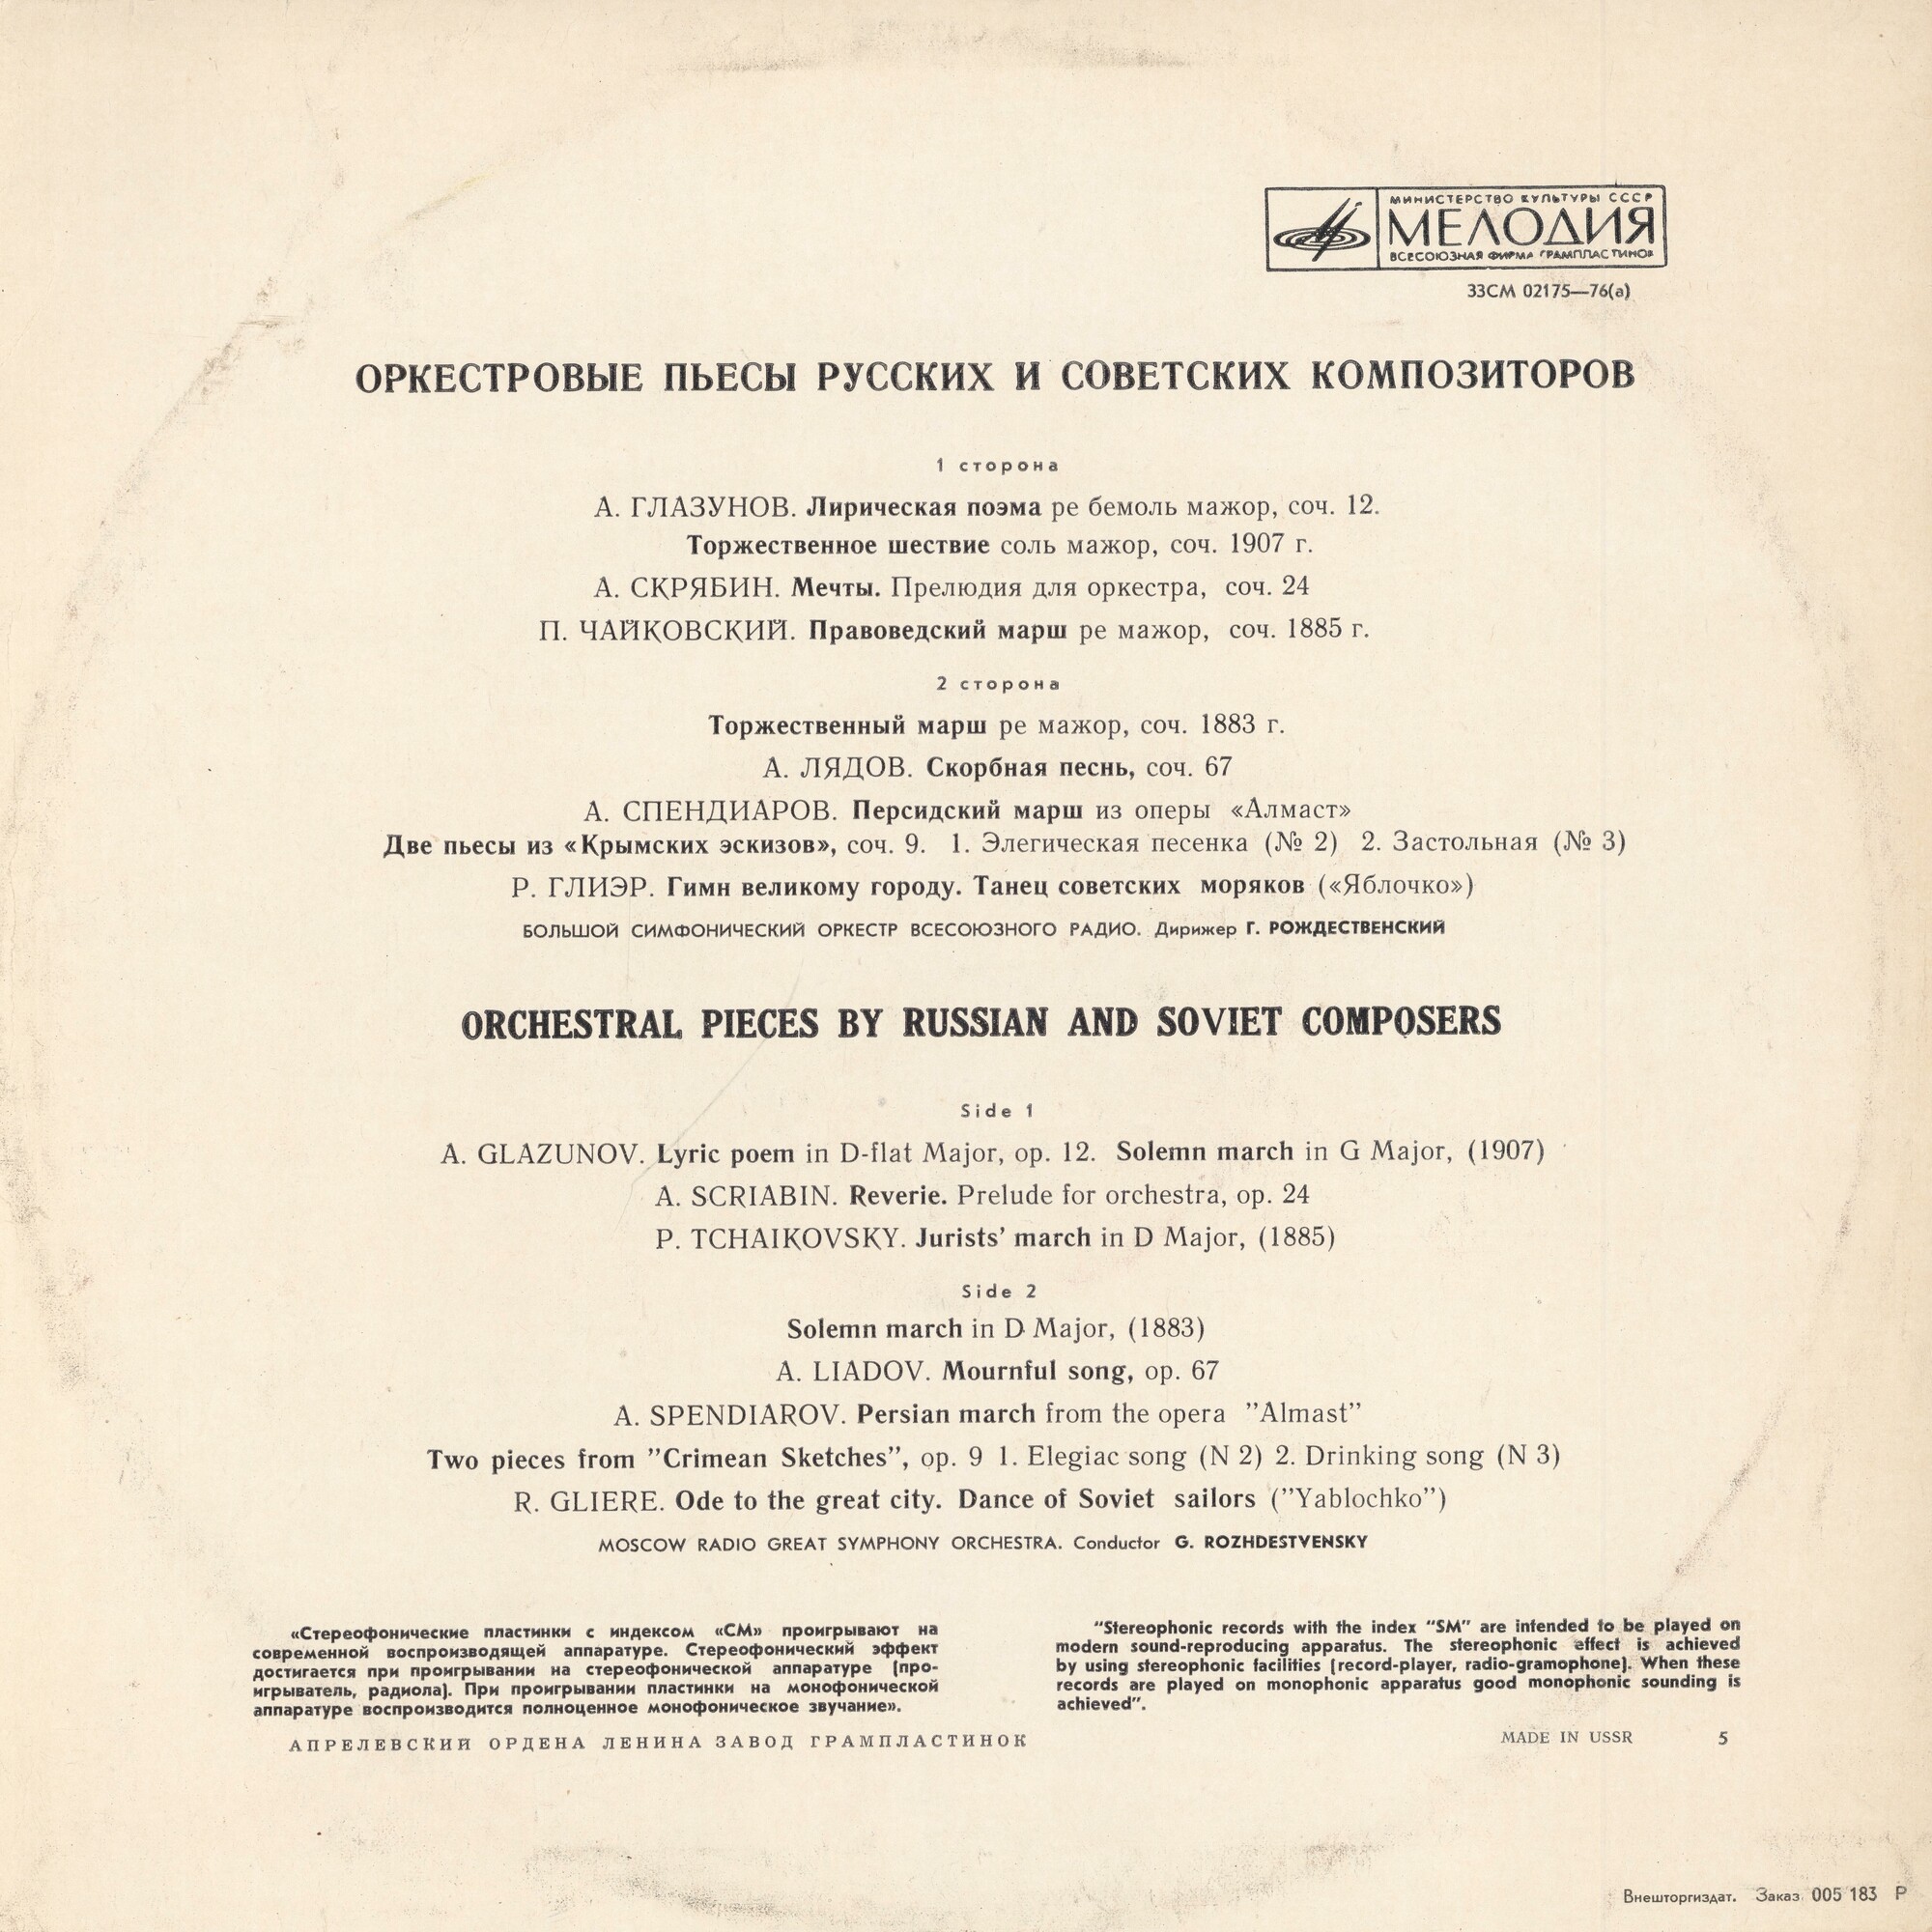 МИНИСТЕРСТВО КУЛЬТУРЫ СССР
МЕЛОДИЯ
ВСЕСОЮЗНАЯ ФИРМА ГРАМПЛАСТИНОК
33СМ 02175—76(а)
ОРКЕСТРОВЫЕ ПЬЕСЫ РУССКИХ И СОВЕТСКИХ КОМПОЗИТОРОВ
1 сторона
А. ГЛАЗУНОВ. Лирическая поэма ре бемоль мажор, соч. 12.
Торжественное шествие соль мажор, соч. 1907 г.
А. СКРЯБИН. Мечты. Прелюдия для оркестра, соч. 24
П. ЧАЙКОВСКИЙ. Правоведский марш ре мажор, соч. 1885 г.
2 сторона
Торжественный марш ре мажор, соч. 1883 г.
А. ЛЯДОВ. Скорбная песнь, соч. 67
А. СПЕНДИАРОВ. Персидский марш из оперы «Алмаст»
Две пьесы из «Крымских эскизов», соч. 9. 1. Элегическая песенка (№ 2) 2. Застольная (№ 3)
Р. ГЛИЭР. Гимн великому городу. Танец советских моряков («Яблочко»)
БОЛЬШОЙ СИМФОНИЧЕСКИЙ ОРКЕСТР ВСЕСОЮЗНОГО РАДИО. Дирижер Г. РОЖДЕСТВЕНСКИЙ
ORCHESTRAL PIECES BY RUSSIAN AND SOVIET COMPOSERS
Side 1
A. GLAZUNOV. Lyric poem in D-flat Major, op. 12. Solemn march in G Major, (1907)
A. SCRIABIN. Reverie. Prelude for orchestra, op. 24
P. TCHAIKOVSKY. Jurists’ march in D Major, (1885)
Side 2
Solemn march in D Major, (1883)
A. LIADOV. Mournful song, op. 67
A. SPENDIAROV. Persian march from the opera ”Almast”
Two pieces from ”Crimean Sketches”, op. 9 1. Elegiac song (N 2) 2. Drinking song (N 3)
R. GLIERE. Ode to the great city. Dance of Soviet sailors (”Yablochko”)
MOSCOW RADIO GREAT SYMPHONY ORCHESTRA. Conductor G. ROZHDESTVENSKY
«Стереофонические пластинки с индексом «СМ» проигрывают на
современной воспроизводящей аппаратуре. Стереофонический эффект
достигается при проигрывании на стереофонической аппаратуре (про-
игрыватель, радиола). При проигрывании пластинки на монофонической
аппаратуре воспроизводится полноценное монофоническое звучание».
“Stereophonic records with the index “SM” are intended to be played on
modern sound-reproducing apparatus. The stereophonic effect is achieved
by using stereophonic facilities (record-player, radio-gramophone). When these
records are played on monophonic apparatus good monophonic sounding is
achieved”.
АПРЕЛЕВСКИЙ ОРДЕНА ЛЕНИНА ЗАВОД ГРАМПЛАСТИНОК
MADE IN USSR 5
Внешторгиздат. Заказ 005 183 Р